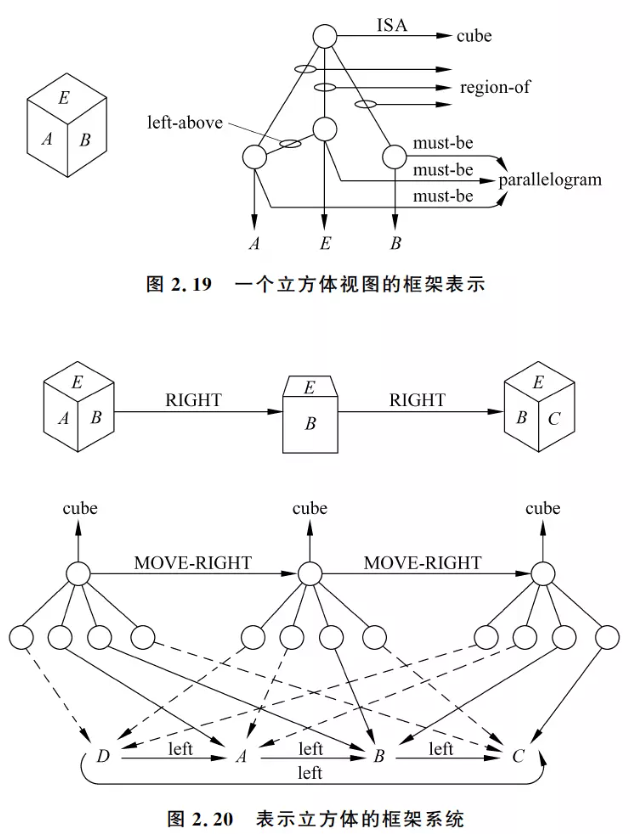 ISA
cube
E
A B
region-of
left-above
must-be
must-be
parallelogram
must-be
A E B
图 2.19 一个立方体视图的框架表示
E E E
A B RIGHT B RIGHT B C
cube cube cube
MOVE-RIGHT MOVE-RIGHT
D left A left B left C
left
图 2.20 表示立方体的框架系统